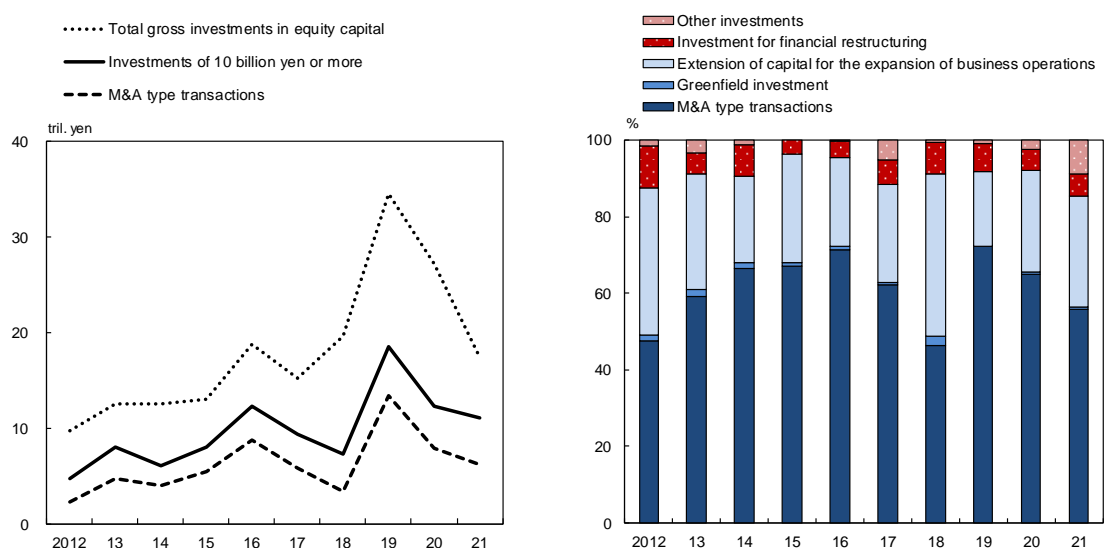 Total gross investments in equity capital
Investments of 10 billion yen or more
M&A type transactions
tril. yen
40
30
20
10
0
2012 13 14 15 16 17 18 19 20 21
Other investments
Investment for financial restructuring
Extension of capital for the expansion of business operations
Greenfield investment
M&A type transactions
%
100
80
60
40
20
0
2012 13 14 15 16 17 18 19 20 21